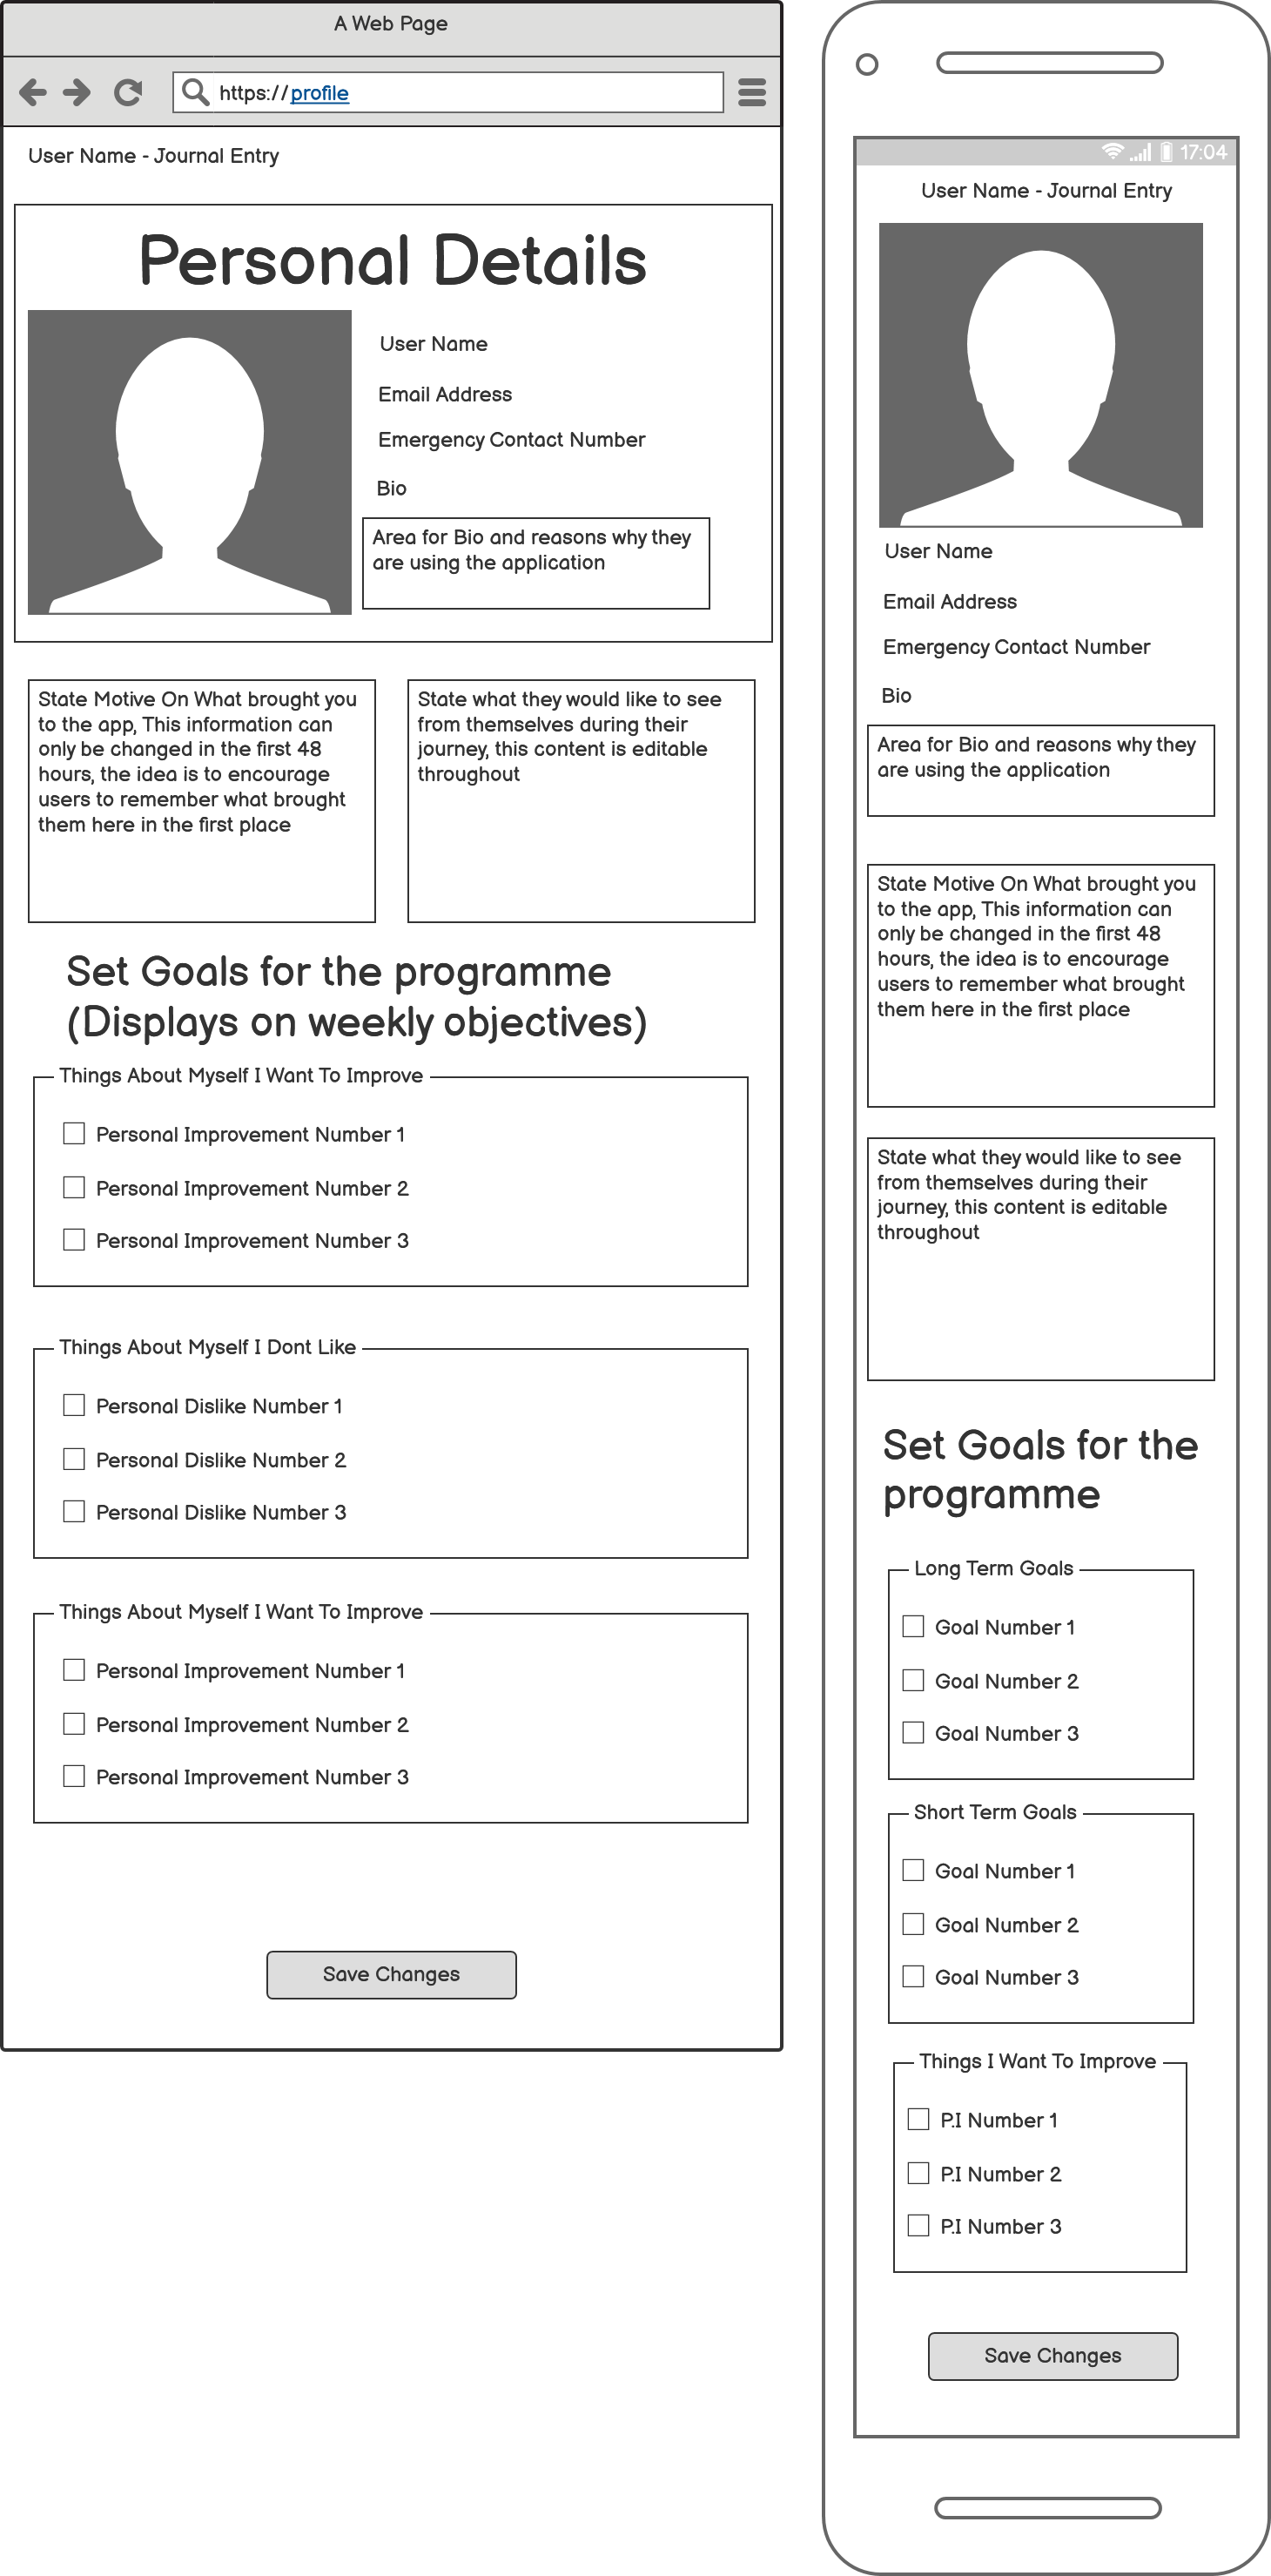 A Web Page
https://profile
User Name - Journal Entry
Personal Details
User Name
Email Address
Emergency Contact Number
Bio
Area for Bio and reasons why they
are using the application
State Motive On What brought you
to the app, This information can
only be changed in the first 48
hours, the idea is to encourage
users to remember what brought
them here in the first place
State what they would like to see
from themselves during their
journey, this content is editable
throughout
Set Goals for the programme
(Displays on weekly objectives)
Things About Myself I Want To Improve
Personal Improvement Number 1
Personal Improvement Number 2
Personal Improvement Number 3
Things About Myself I Dont Like
Personal Dislike Number 1
Personal Dislike Number 2
Personal Dislike Number 3
Things About Myself I Want To Improve
Personal Improvement Number 1
Personal Improvement Number 2
Personal Improvement Number 3
Save Changes
17:04
User Name - Journal Entry
User Name
Email Address
Emergency Contact Number
Bio
Area for Bio and reasons why they
are using the application
State Motive On What brought you
to the app, This information can
only be changed in the first 48
hours, the idea is to encourage
users to remember what brought
them here in the first place
State what they would like to see
from themselves during their
journey, this content is editable
throughout
Set Goals for the
programme
Long Term Goals
Goal Number 1
Goal Number 2
Goal Number 3
Short Term Goals
Goal Number 1
Goal Number 2
Goal Number 3
Things I Want To Improve
P.I Number 1
P.I Number 2
P.I Number 3
Save Changes